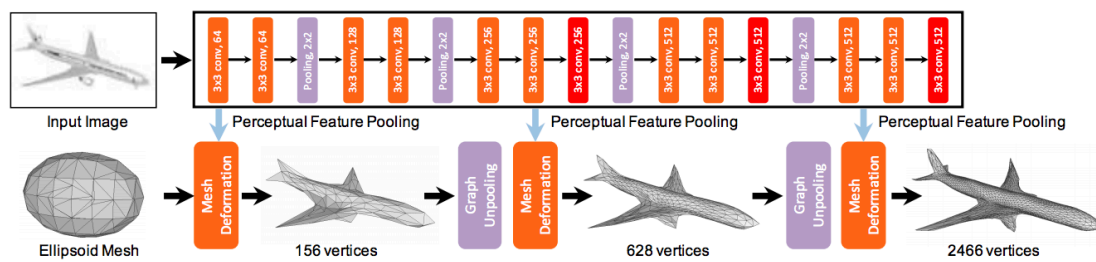 3x3 conv, 64
3x3 conv, 64
Pooling, 2x2
3x3 conv, 128
3x3 conv, 128
Pooling, 2x2
3x3 conv, 256
3x3 conv, 256
3x3 conv, 256
Pooling, 2x2
3x3 conv, 512
3x3 conv, 512
3x3 conv, 512
Pooling, 2x2
3x3 conv, 512
3x3 conv, 512
3x3 conv, 512
Input Image
Perceptual Feature Pooling
Perceptual Feature Pooling
Perceptual Feature Pooling
Mesh
Deformation
Graph
Unpooling
Mesh
Deformation
Graph
Unpooling
Mesh
Deformation
Ellipsoid Mesh
156 vertices
628 vertices
2466 vertices